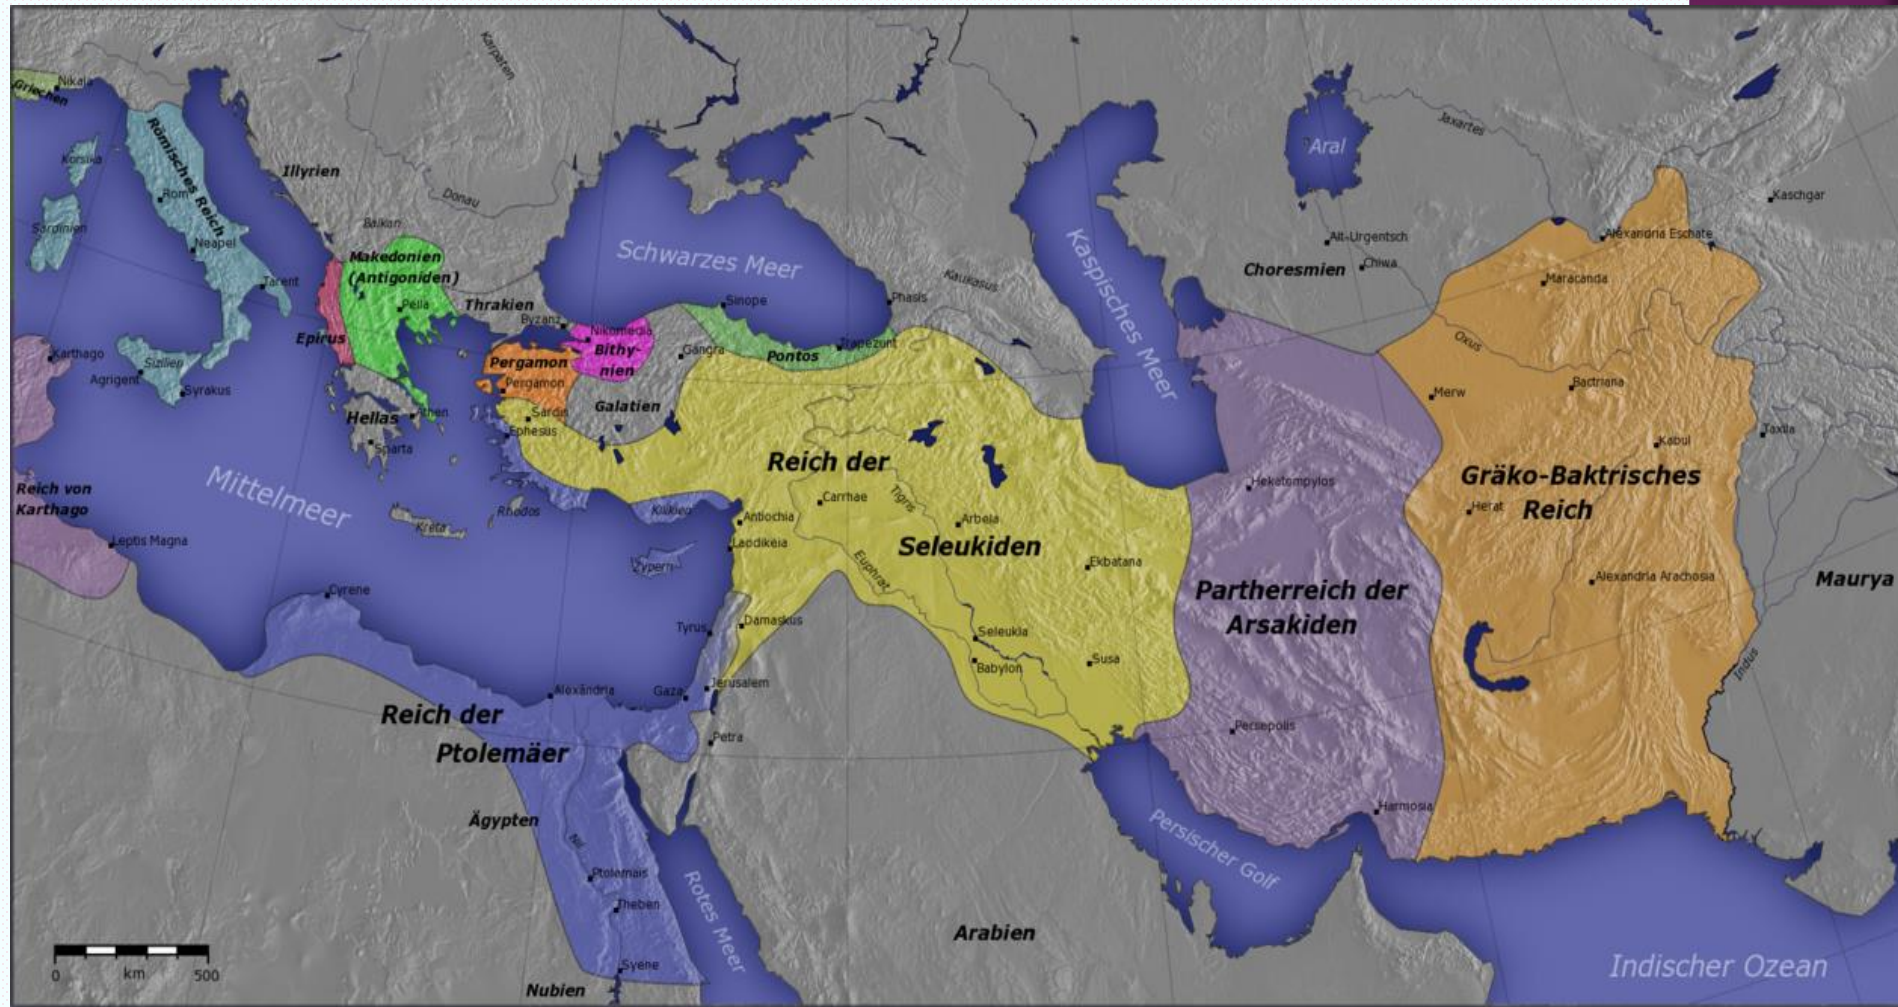 Karpaten
Griechen
Nikaia
Korsika
Römisches Reich
Rom
Sardinien
Neapel
Tarent
Illyrien
Donau
Balkan
Makedonien
(Antigoniden)
Pella
Thrakien
Byzanz
Epirus
Schwarzes Meer
Sinope
Phasis
Kaukasus
Kaspisches Meer
Aral
Jaxartes
Kaschgar
Alt-Urgentsch
Choresmien
Chiwa
Alexandria Eschate
Maracanda
Oxus
Nikomedia
Bithy-
nien
Gangra
Pontos
Trapezunt
Pergamon
Pergamon
Galatien
Sardis
Ephesus
Karthago
Agrigent
Sizilien
Syrakus
Hellas
Athen
Sparta
Merw
Bactriana
Kabul
Taxila
Reich der
Seleukiden
Carrhae
Tigris
Arbela
Antiochia
Laodikeia
Euphrat
Ekbatana
Hekatompylos
Gräko-Baktrisches
Reich
Herat
Alexandria Arachosia
Maurya
Reich von
Karthago
Mittelmeer
Leptis Magna
Kreta
Rhodos
Kilikien
Zypern
Partherreich der
Arsakiden
Cyrene
Tyrus
Damaskus
Seleukia
Babylon
Susa
Indus
Alexandria
Gaza
Jerusalem
Petra
Reich der
Ptolemäer
Persepolis
Harmosia
Ägypten
Nil
Ptolemais
Theben
Rotes Meer
Persischer Golf
Arabien
Syene
Nubien
Indischer Ozean
0 km 500